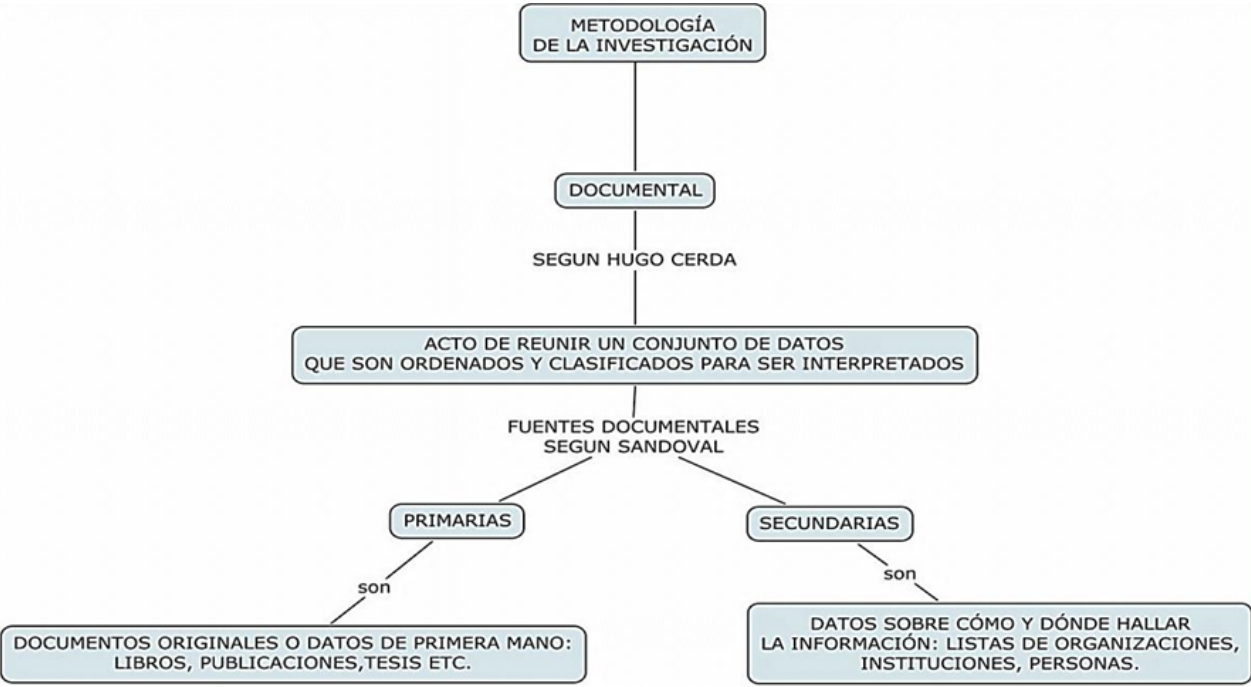 METODOLOGÍA
DE LA INVESTIGACIÓN
DOCUMENTAL
SEGUN HUGO CERDA
ACTO DE REUNIR UN CONJUNTO DE DATOS
QUE SON ORDENADOS Y CLASIFICADOS PARA SER INTERPRETADOS
FUENTES DOCUMENTALES
SEGUN SANDOVAL
PRIMARIAS
SECUNDARIAS
son
son
DOCUMENTOS ORIGINALES O DATOS DE PRIMERA MANO:
LIBROS, PUBLICACIONES,TESIS ETC.
DATOS SOBRE CÓMO Y DÓNDE HALLAR
LA INFORMACIÓN: LISTAS DE ORGANIZACIONES,
INSTITUCIONES, PERSONAS.